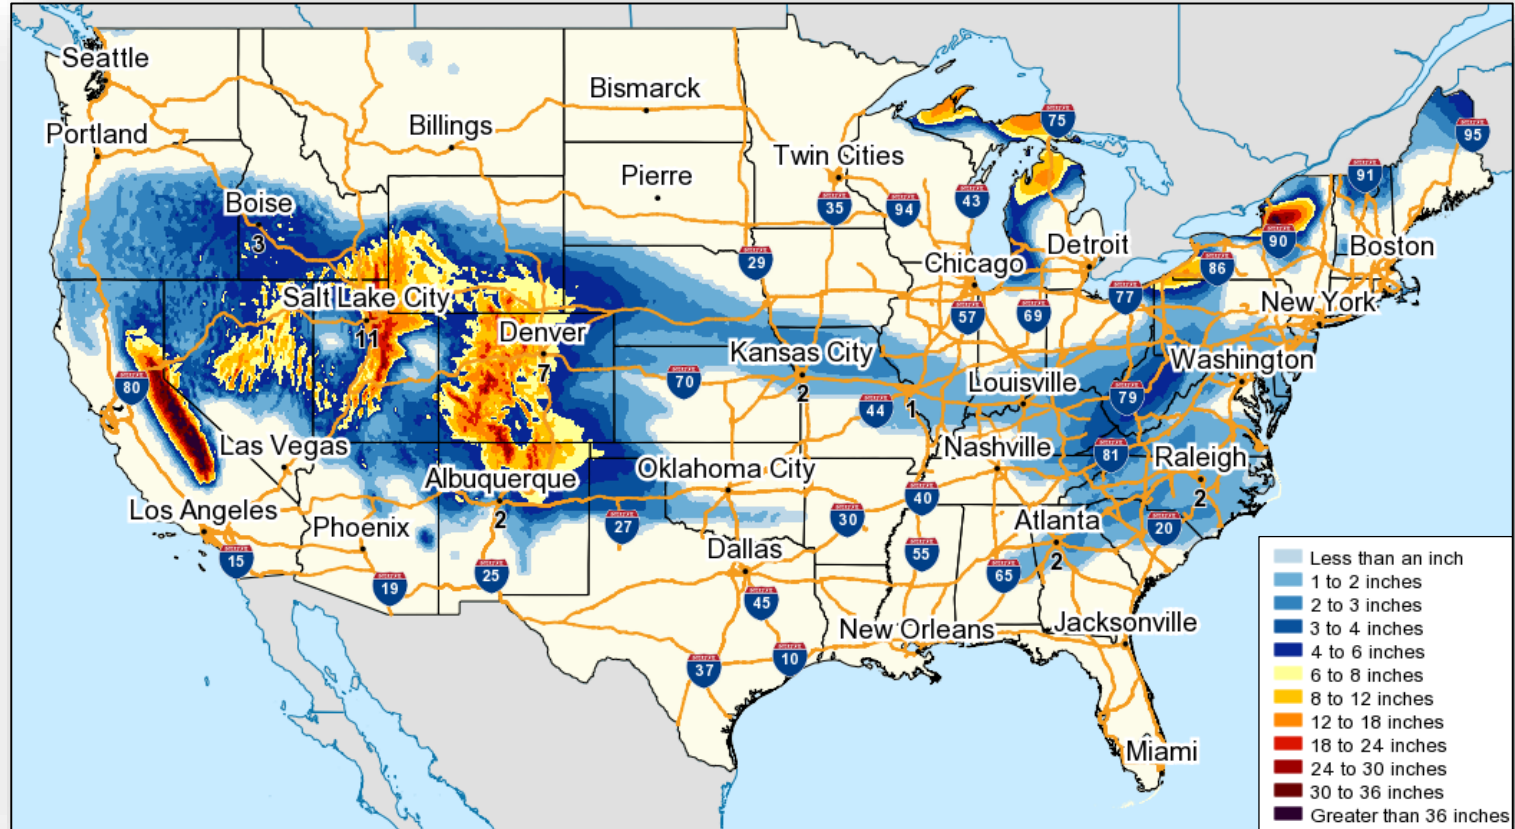 Seattle
Bismarck
75
Portland
Billings
95
Twin Cities
91
Pierre
Boise
35
94
43
3
90
Detroit
Boston
29
Chicago
86
Salt Lake City
77
New York
57
69
11
Denver
Kansas City
Washington
7
80
70
2
Louisville
79
44
1
Las Vegas
Nashville
81
Raleigh
Albuquerque
Oklahoma City
40
2
Los Angeles
2
27
30
Atlanta
20
Phoenix
Dallas
55
2
15
19
25
65
45
New Orleans
Jacksonville
37
10
Miami
Less than an inch
1 to 2 inches
2 to 3 inches
3 to 4 inches
4 to 6 inches
6 to 8 inches
8 to 12 inches
12 to 18 inches
18 to 24 inches
24 to 30 inches
30 to 36 inches
Greater than 36 inches